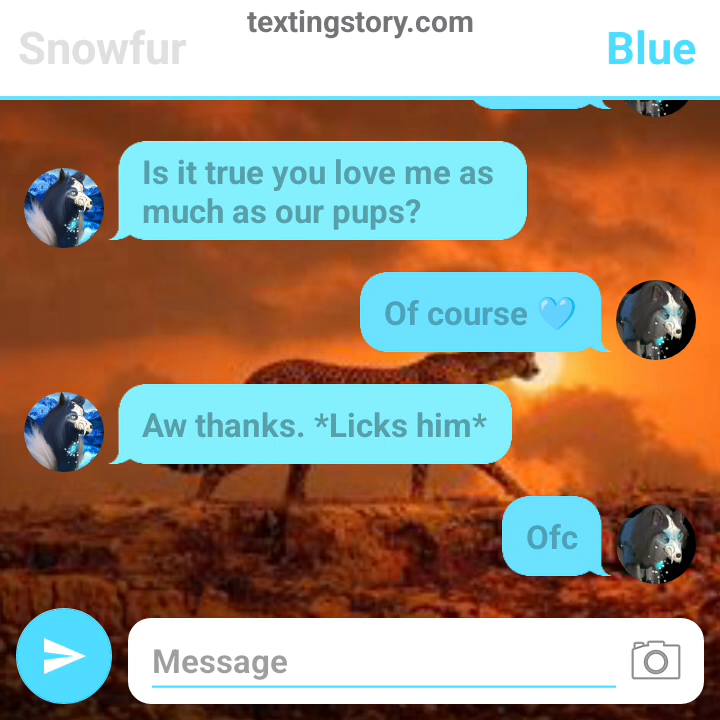 textingstory.com
Snowfur
Blue
Is it true you love me as
much as our pups?
Of course 🩵
Aw thanks. *Licks him*
Ofc
Message